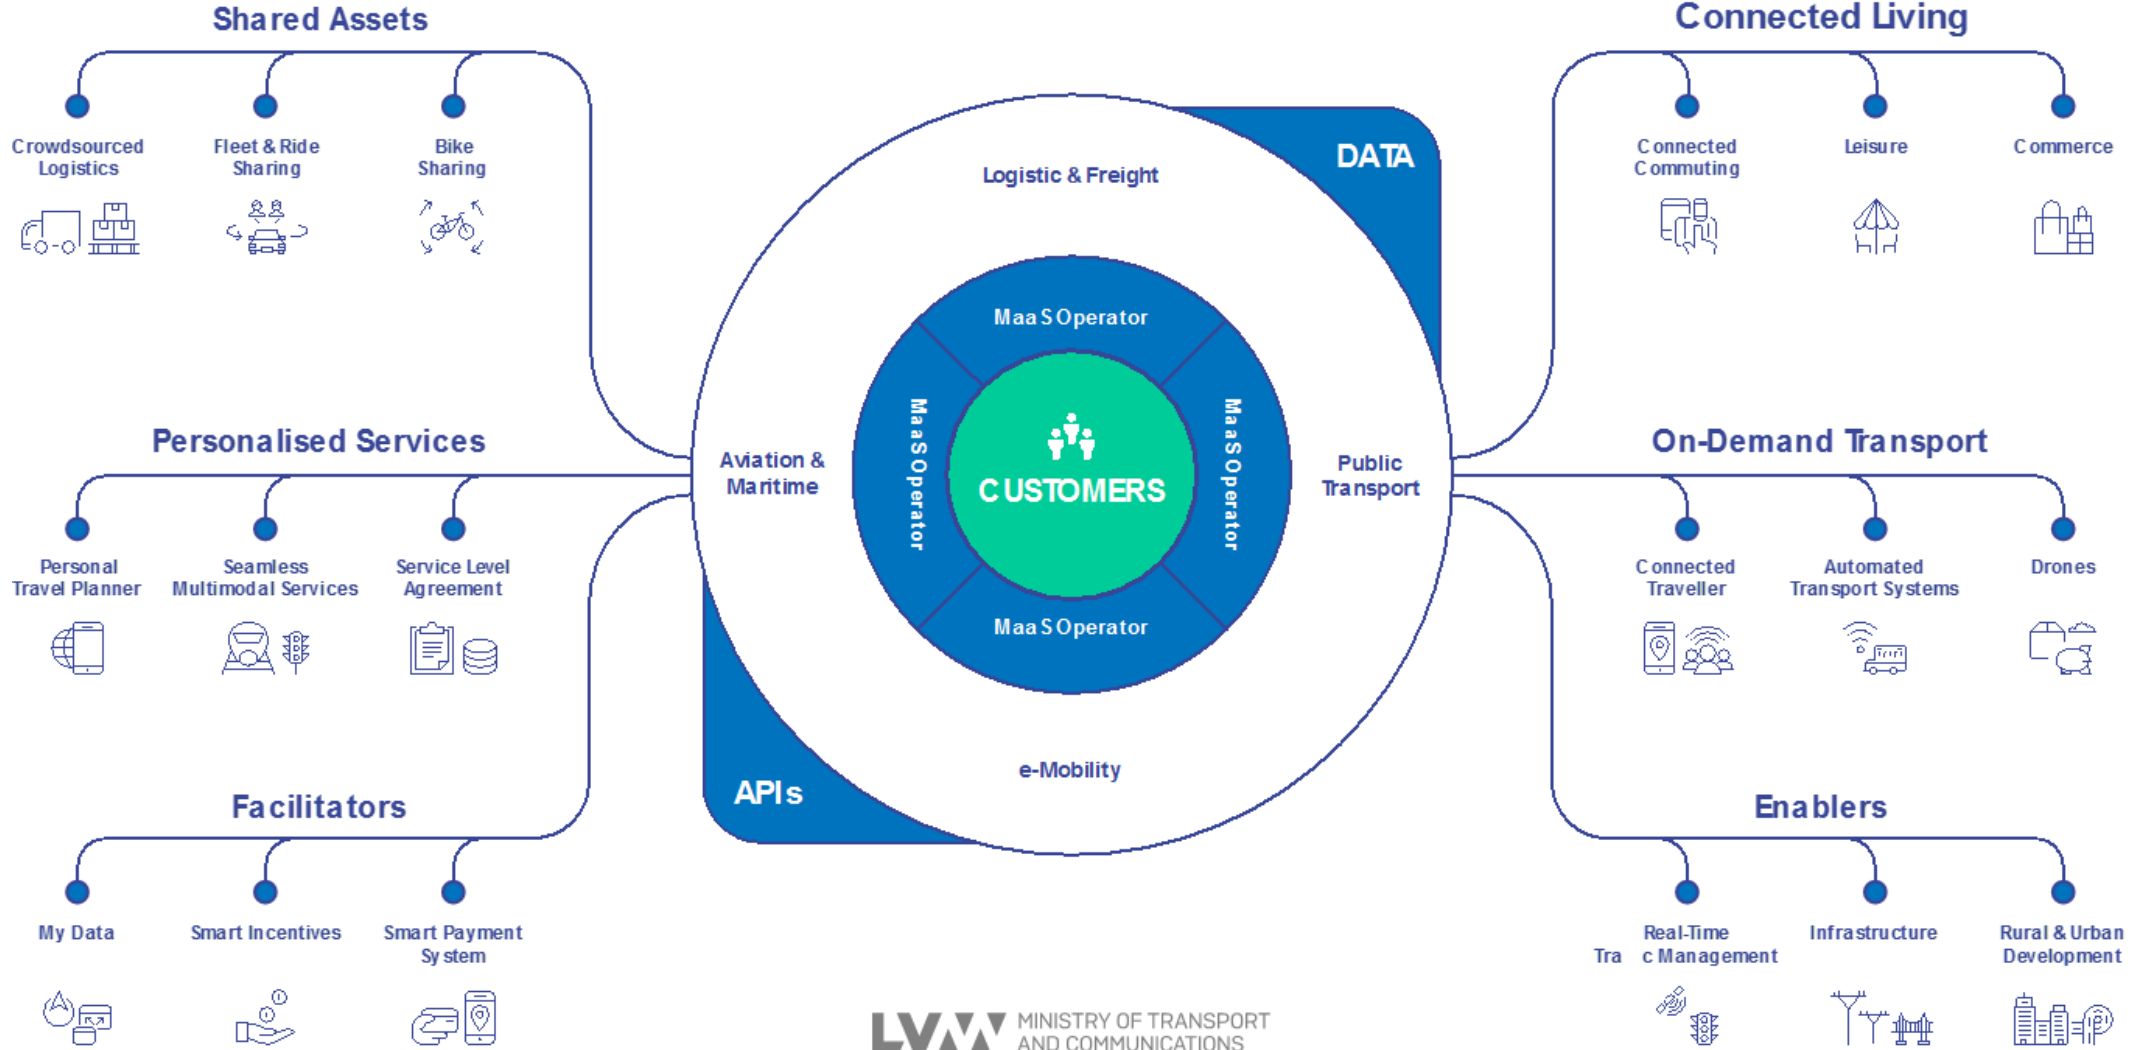 Shared Assets
Crowdsourced
Logistics
Fleet & Ride
Sharing
Bike
Sharing
Personalised Services
Personal
Travel Planner
Seamless
Multimodal Services
Service Level
Agreement
Facilitators
My Data
Smart Incentives
Smart Payment
System
DATA
Logistic & Freight
MaaS Operator
Aviation &
Maritime
MaaS Operator
CUSTOMERS
MaaS Operator
Public
Transport
MaaS Operator
e-Mobility
APIs
Connected Living
Connected
Commuting
Leisure
Commerce
On-Demand Transport
Connected
Traveller
Automated
Transport Systems
Drones
Enablers
Real-Time
Tra c Management
Infrastructure
Rural & Urban
Development
LVM
MINISTRY OF TRANSPORT
AND COMMUNICATIONS